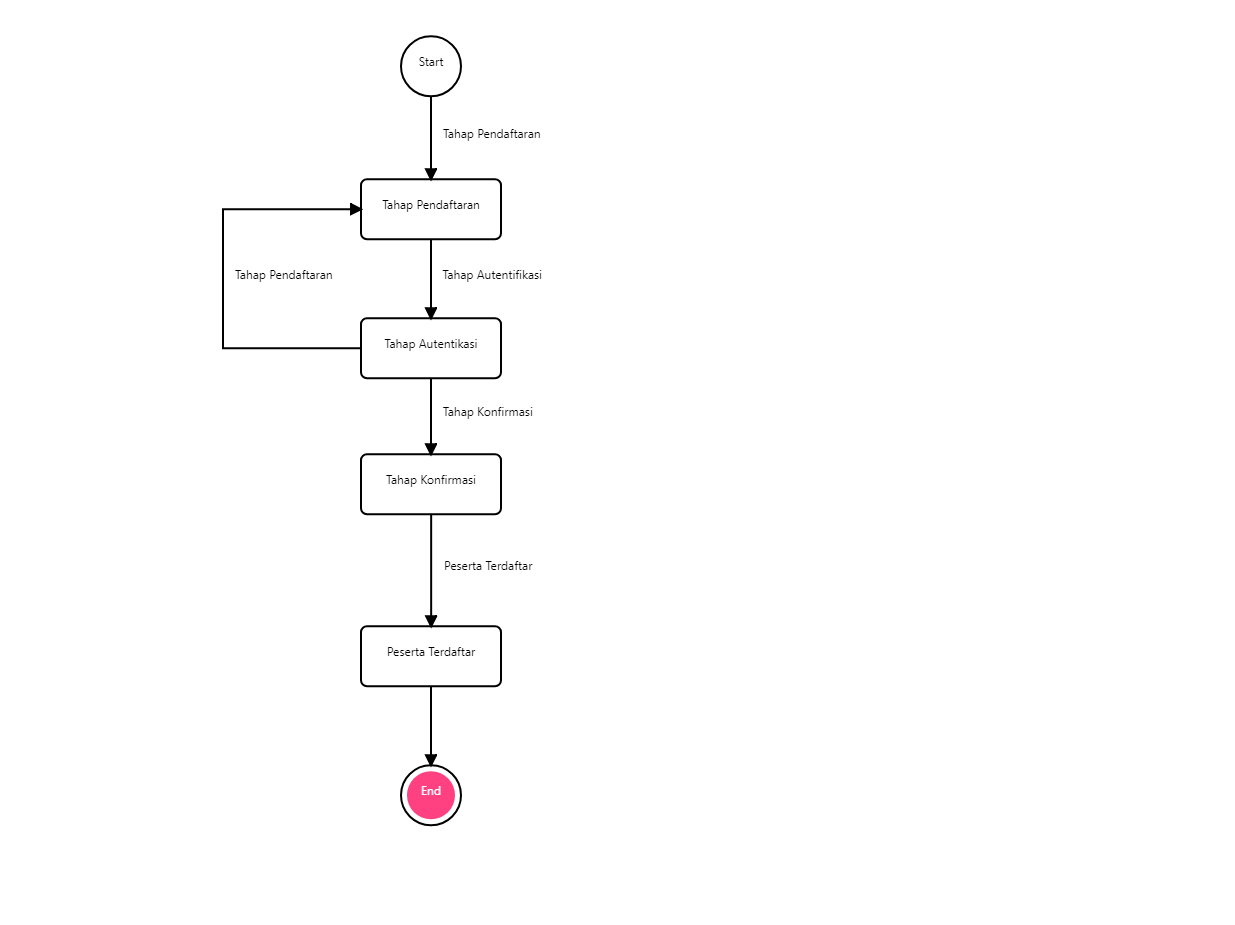 Start
Tahap Pendaftaran
Tahap Pendaftaran
Tahap Pendaftaran
Tahap Autentifikasi
Tahap Autentikasi
Tahap Konfirmasi
Tahap Konfirmasi
Peserta Terdaftar
Peserta Terdaftar
End